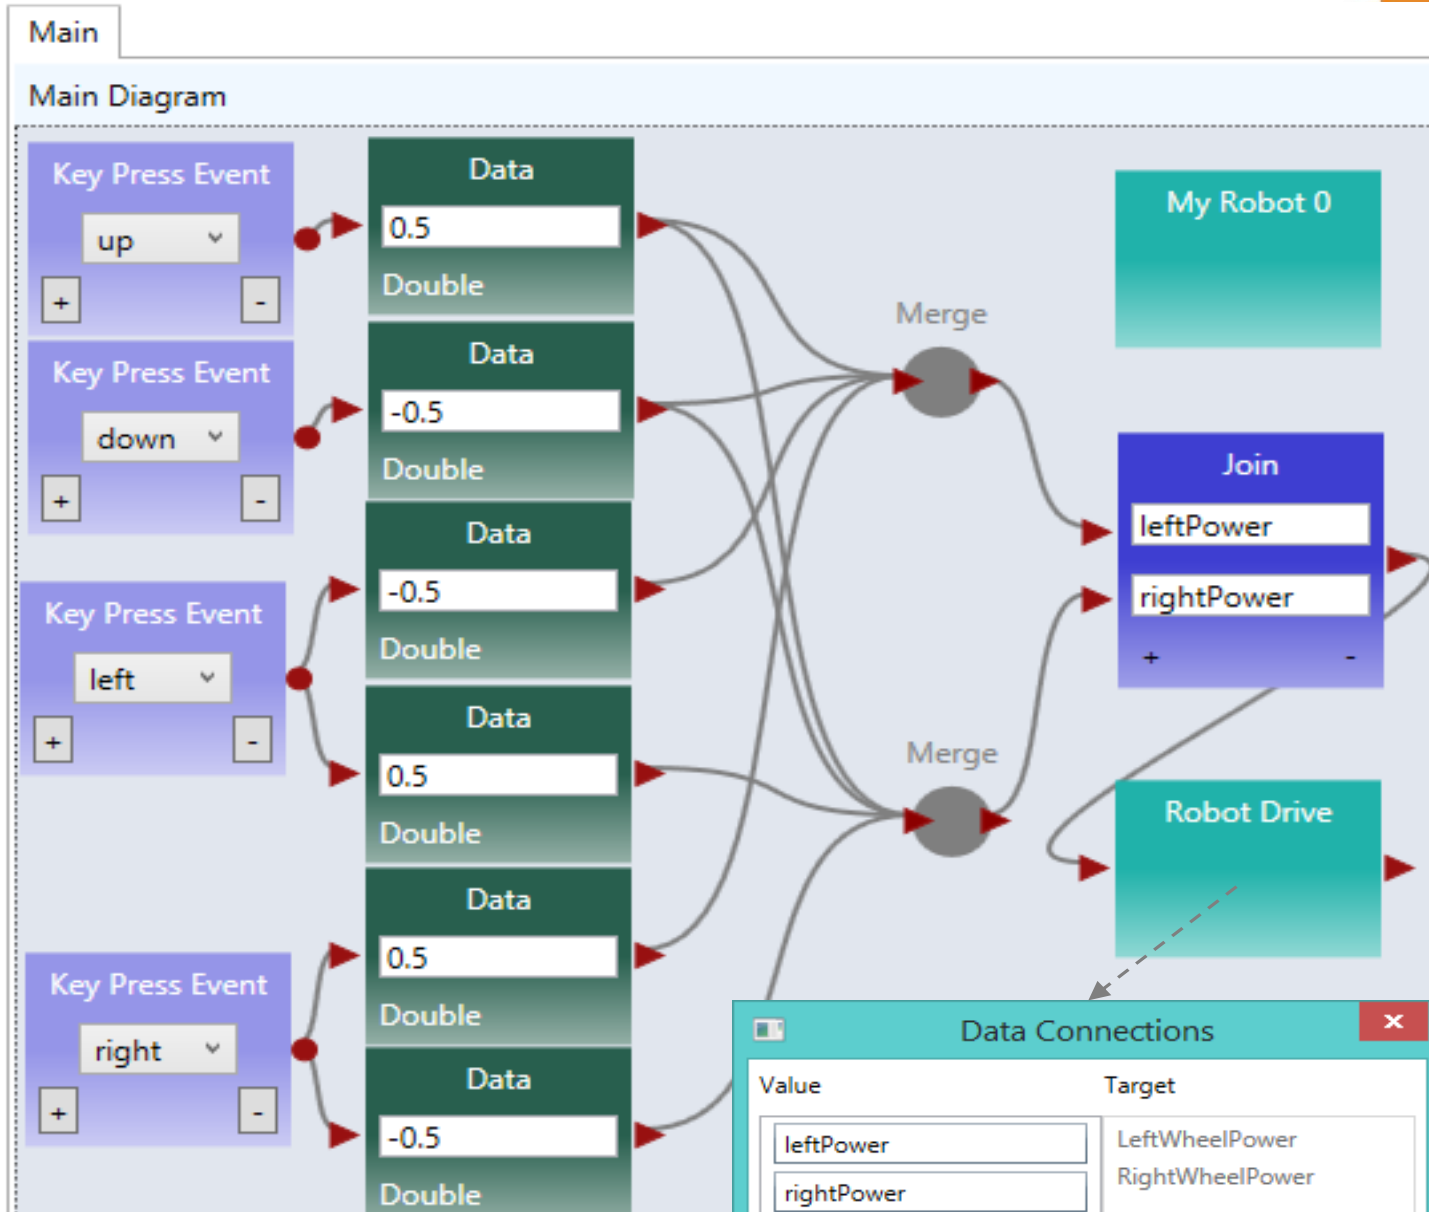 Main
Main Diagram
Key Press Event
up
+ -
Data
0.5
Double
Key Press Event
down
+ -
Data
-0.5
Double
Key Press Event
left
+ -
Data
-0.5
Double
Data
0.5
Double
Key Press Event
right
+ -
Data
0.5
Double
Data
-0.5
Double
Merge
Merge
My Robot 0
Join
leftPower
rightPower
+ -
Robot Drive
Data Connections
x
Value Target
leftPower LeftWheelPower
rightPower RightWheelPower